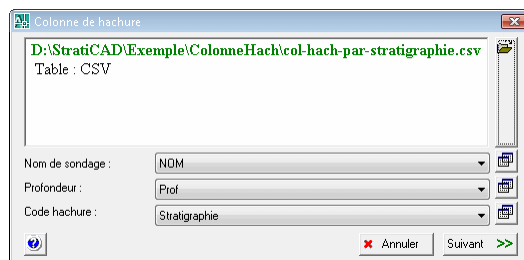 Colonne de hachure
D:\StratiCAD\Exemple\ColonneHach\col-hach-par-stratigraphie.csv
Table : CSV
Nom de sondage : NOM
Profondeur : Prof
Code hachure : Stratigraphie
Annuler Suivant >>